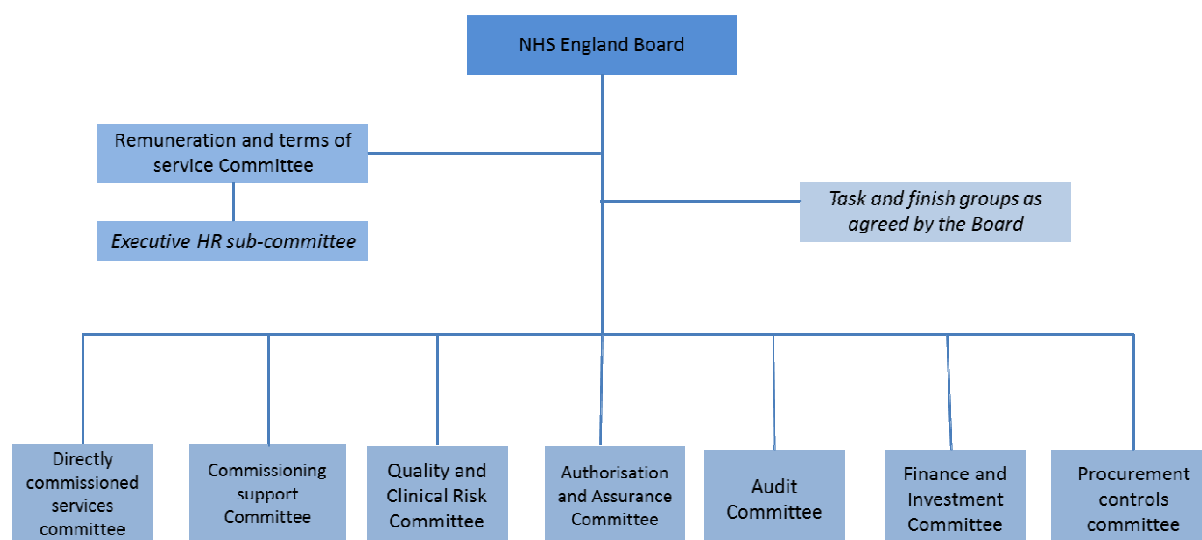 NHS England Board
Remuneration and terms of
service Committee
Task and finish groups as
agreed by the Board
Executive HR sub-committee
Directly
commissioned
services
committee
Commissioning
support
Committee
Quality and
Clinical Risk
Committee
Authorisation
and Assurance
Committee
Audit
Committee
Finance and
Investment
Committee
Procurement
controls
committee